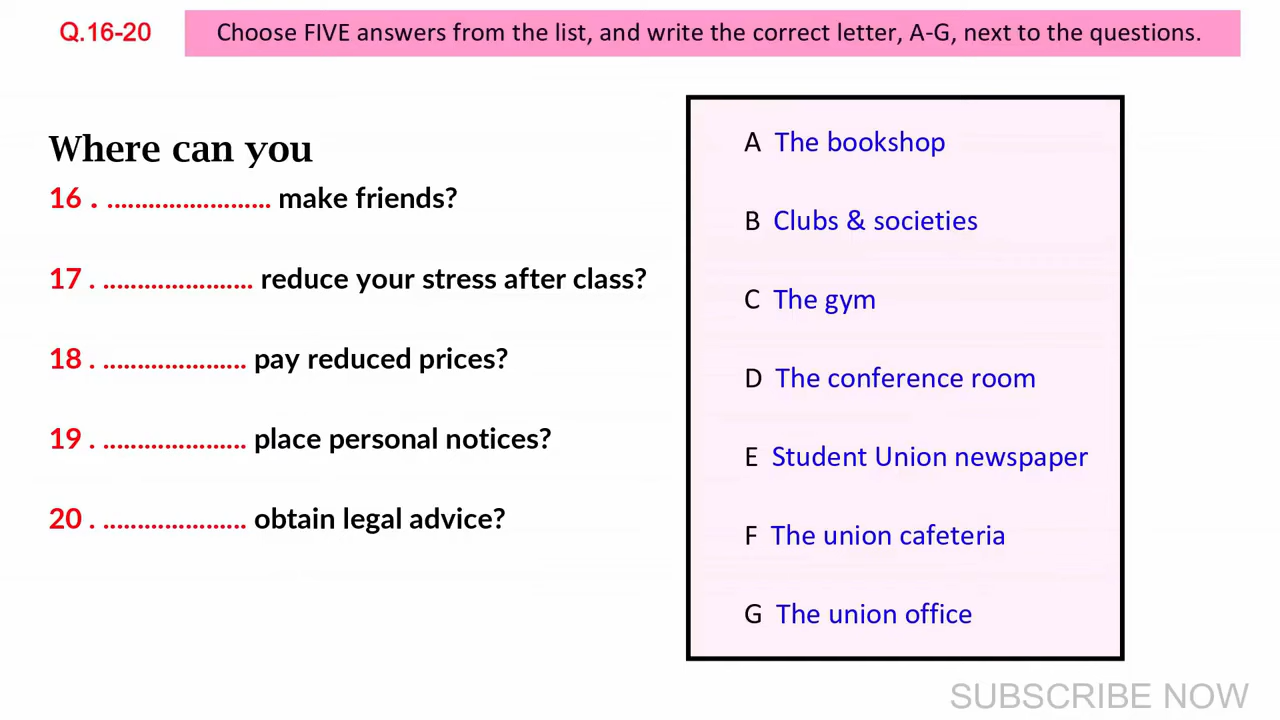 Q.16-20
Choose FIVE answers from the list, and write the correct letter, A-G, next to the questions.
Where can you
16 . ........................ make friends?
17 . ...................... reduce your stress after class?
18 . ..................... pay reduced prices?
19 . ..................... place personal notices?
20 . ..................... obtain legal advice?
A The bookshop
B Clubs & societies
C The gym
D The conference room
E Student Union newspaper
F The union cafeteria
G The union office
SUBSCRIBE NOW